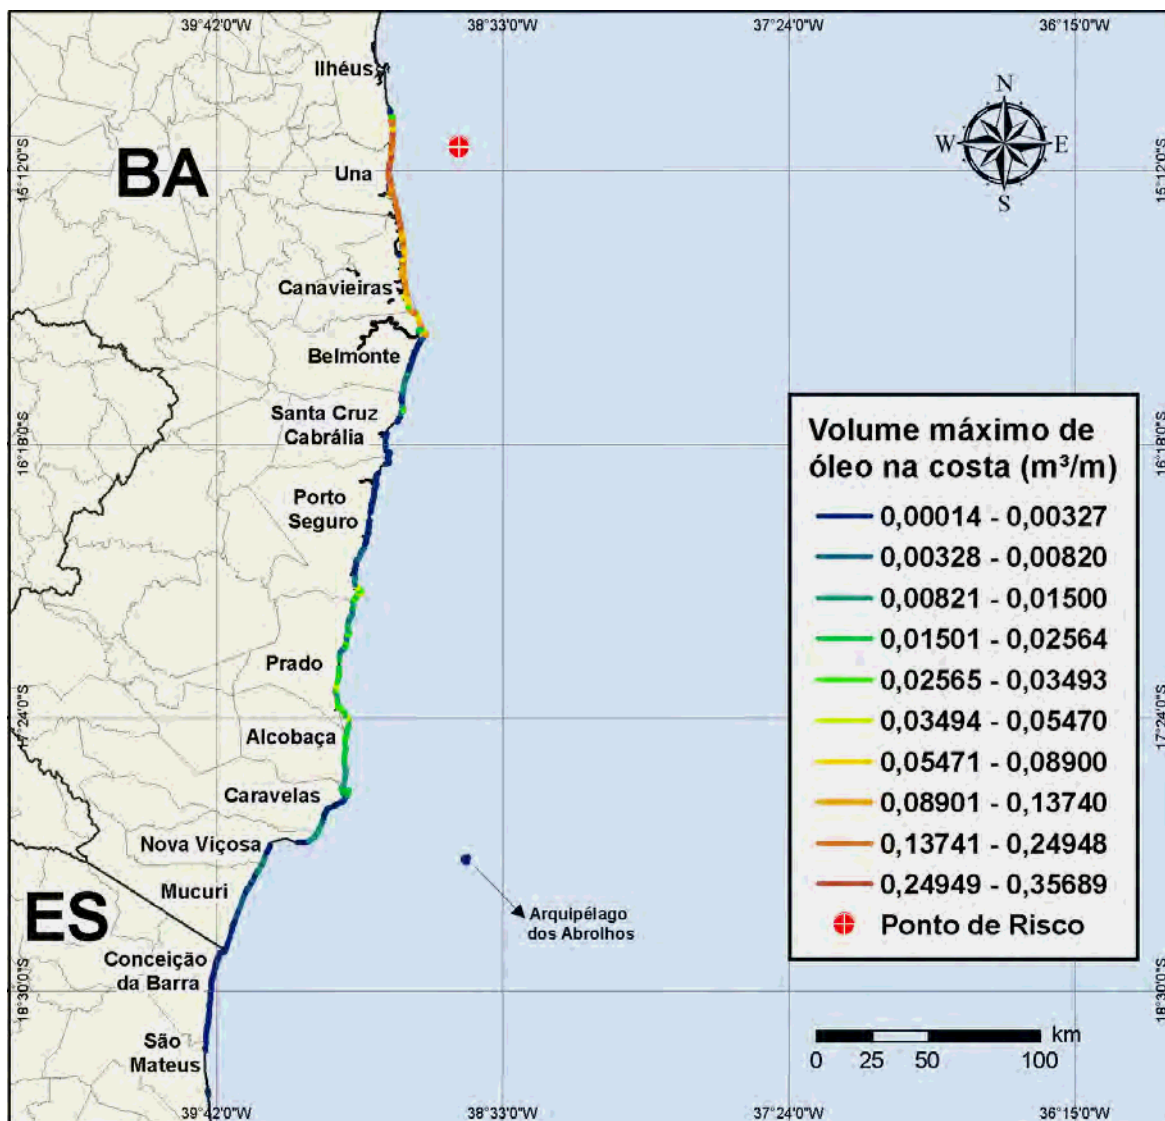 39°42'0"W 38°33'0"W 37°24'0"W 36°15'0"W
Ilhéus
N
W E
S
BA
15°12'0"S 15°12'0"S
Una
Canavieiras
Belmonte
Santa Cruz
Cabrália
16°18'0"S 16°18'0"S
Porto
Seguro
Prado
17°24'0"S 17°24'0"S
Alcobaça
Caravelas
Nova Viçosa
Mucuri
ES
Arquipélago
dos Abrolhos
Conceição
da Barra
18°30'0"S 18°30'0"S
São
Mateus
Volume máximo de
óleo na costa (m³/m)
0,00014 - 0,00327
0,00328 - 0,00820
0,00821 - 0,01500
0,01501 - 0,02564
0,02565 - 0,03493
0,03494 - 0,05470
0,05471 - 0,08900
0,08901 - 0,13740
0,13741 - 0,24948
0,24949 - 0,35689
Ponto de Risco
km
0 25 50 100
39°42'0"W 38°33'0"W 37°24'0"W 36°15'0"W